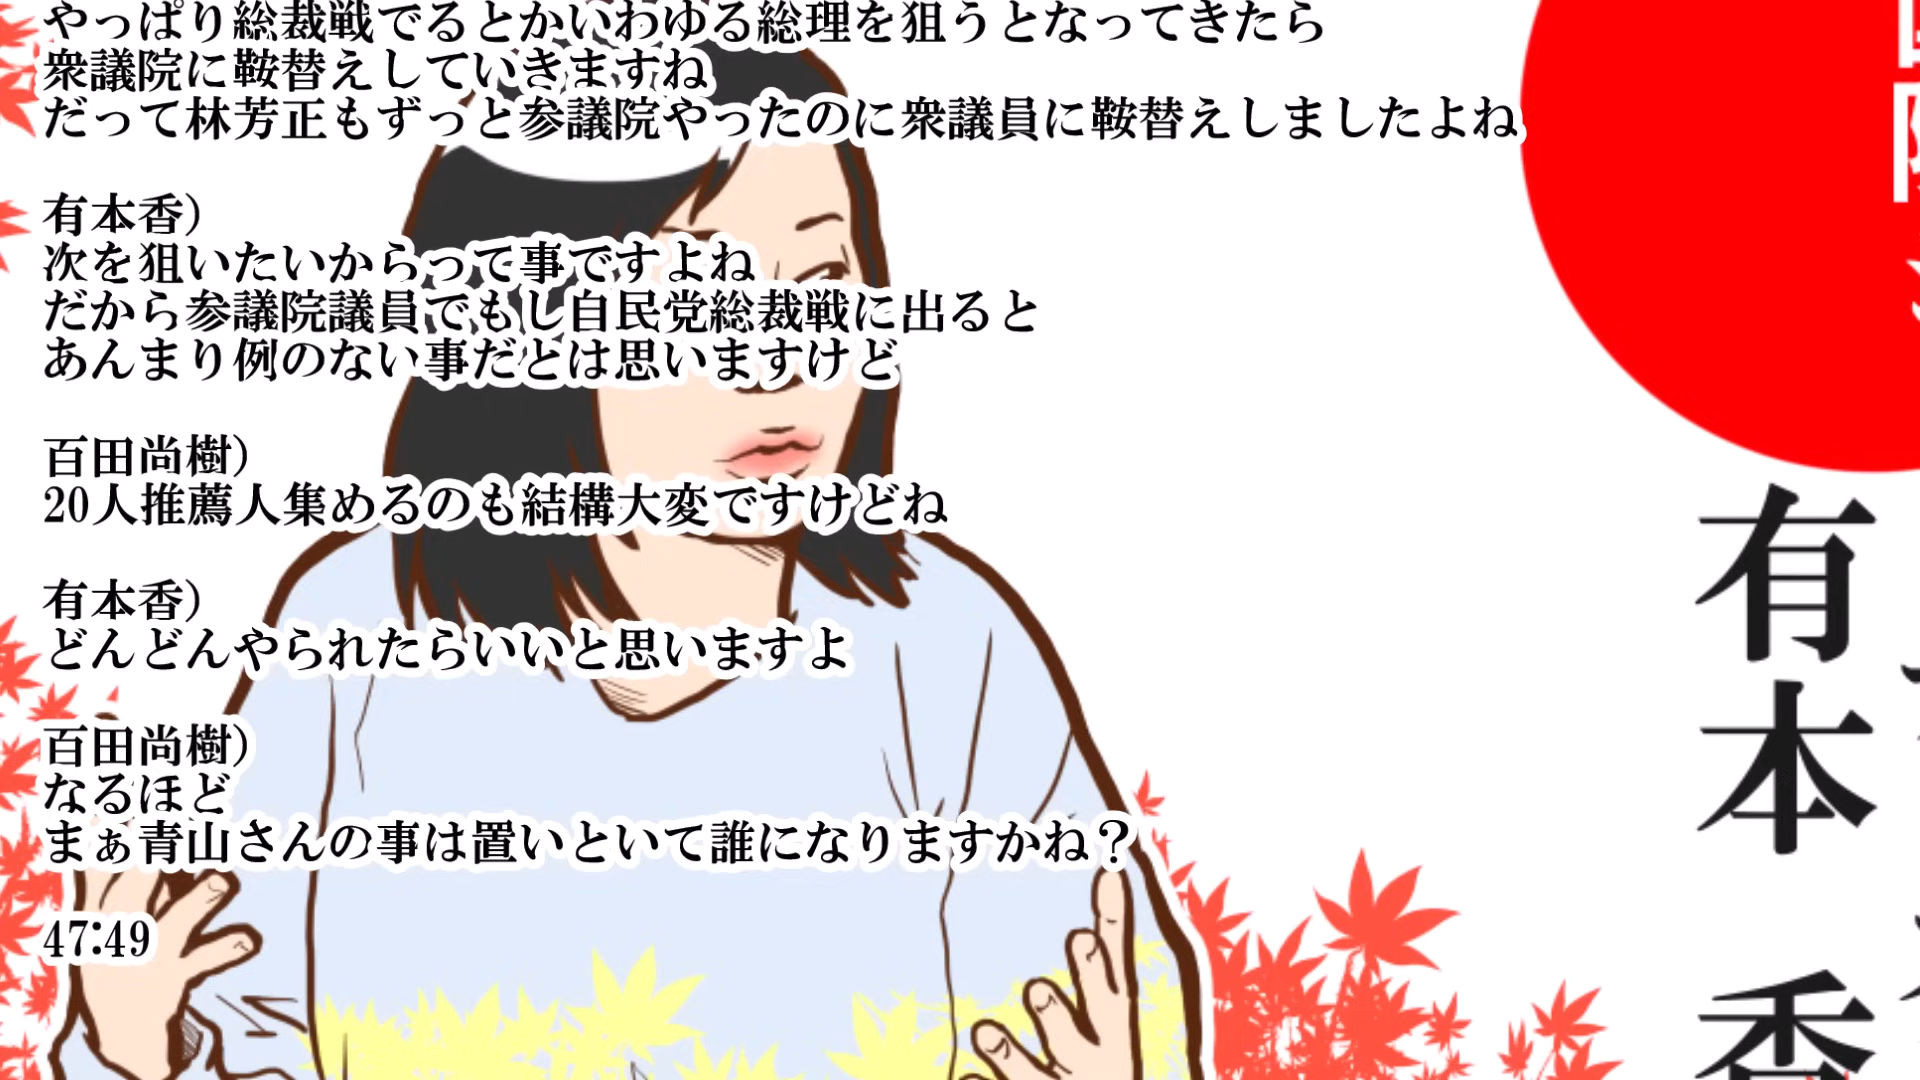 やっぱり総裁戦でるとかいわゆる総理を狙うとなってきたら
衆議院に鞍替えしていきますね
だって林芳正もずっと参議院やったのに衆議員に鞍替えしましたよね
有本香）
次を狙いたいからって事ですよね
だから参議院議員でもし自民党総裁戦に出ると
あんまり例のない事だとは思いますけど
百田尚樹）
20人推薦人集めるのも結構大変ですけどね
有本香）
どんどんやられたらいいと思いますよ
百田尚樹）
なるほど
まぁ青山さんの事は置いといて誰になりますかね？
47:49
有本 香